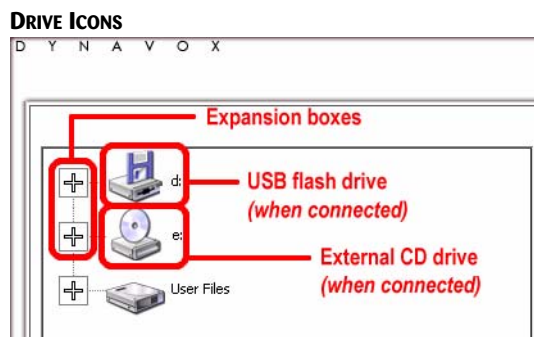 DRIVE ICONS
D Y N A V O X
Expansion boxes
d:
USB flash drive
(when connected)
e:
External CD drive
(when connected)
User Files